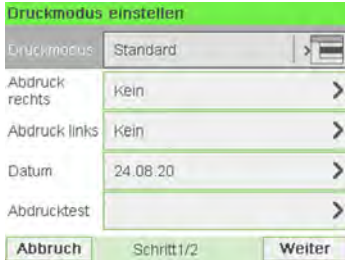 Druckmodus einstellen
Druckmodus Standard
Abdruck rechts Kein
Abdruck links Kein
Datum 24.08.20
Abdrucktest
Abbruch Schritt1/2 Weiter